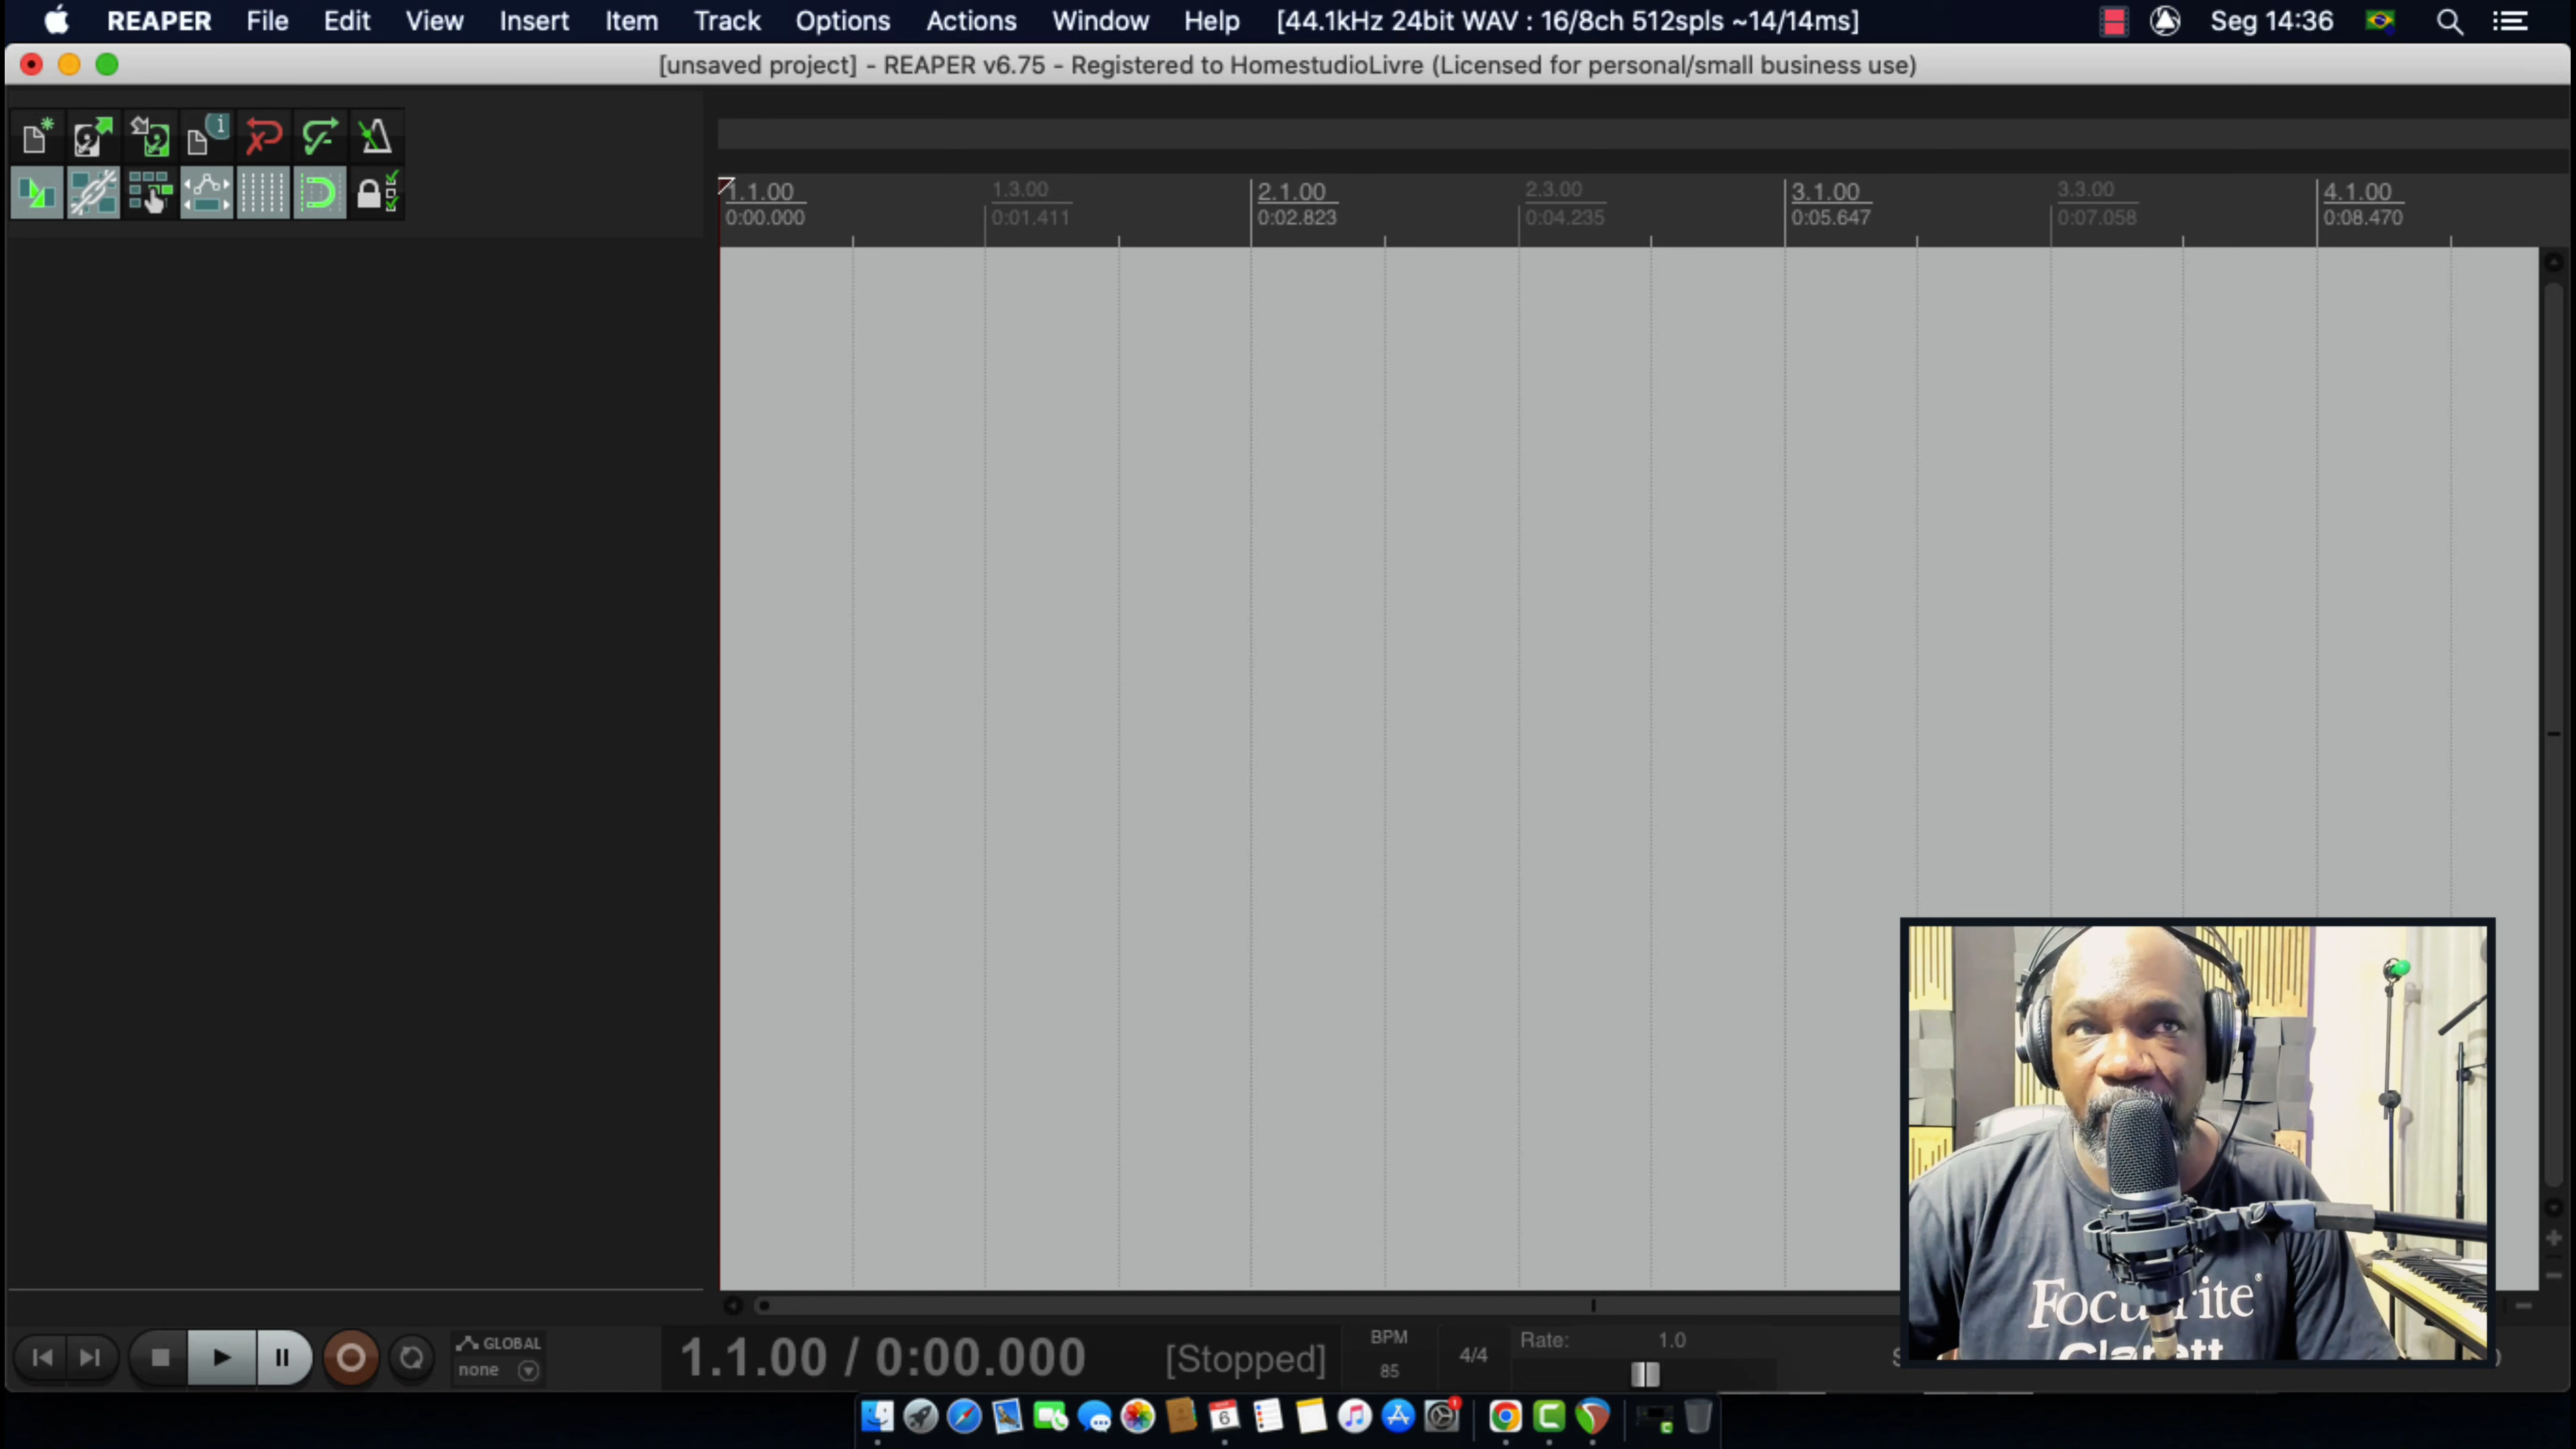 REAPER File Edit View Insert Item Track Options Actions Window Help [44.1kHz 24bit WAV : 16/8ch 512spls ~14/14ms] Seg 14:36
[unsaved project] - REAPER v6.75 - Registered to HomestudioLivre (Licensed for personal/small business use)
1.1.00 1.3.00 2.1.00 2.3.00 3.1.00 3.3.00 4.1.00
0:00.000 0:01.411 0:02.823 0:04.235 0:05.647 0:07.058 0:08.470
GLOBAL
none
1.1.00 / 0:00.000
[Stopped]
BPM
85
4/4
Rate: 1.0
6